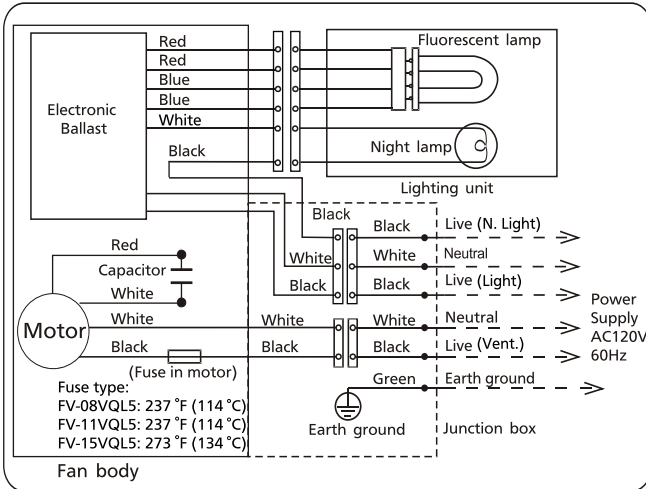 Red
Red
Blue
Blue
White
Black
Electronic
Ballast
Fluorescent lamp
Night lamp
Lighting unit
Black
Black
Live (N. Light)
White
White
Neutral
Black
Black
Live (Light)
Red
Capacitor
White
Motor
White
White
White
Neutral
Black
Black
Black
Live (Vent.)
(Fuse in motor)
Power
Supply
AC120V
60Hz
Green
Earth ground
Earth ground
Junction box
Fuse type:
FV-08VQL5: 237 ˚F (114 ˚C)
FV-11VQL5: 237 ˚F (114 ˚C)
FV-15VQL5: 273 ˚F (134 ˚C)
Fan body